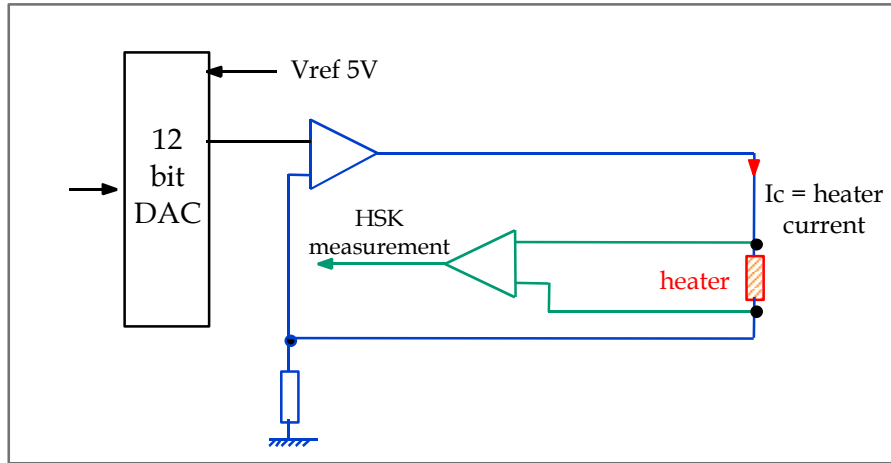 Vref 5V
12
bit
DAC
HSK
measurement
Ic = heater
current
heater